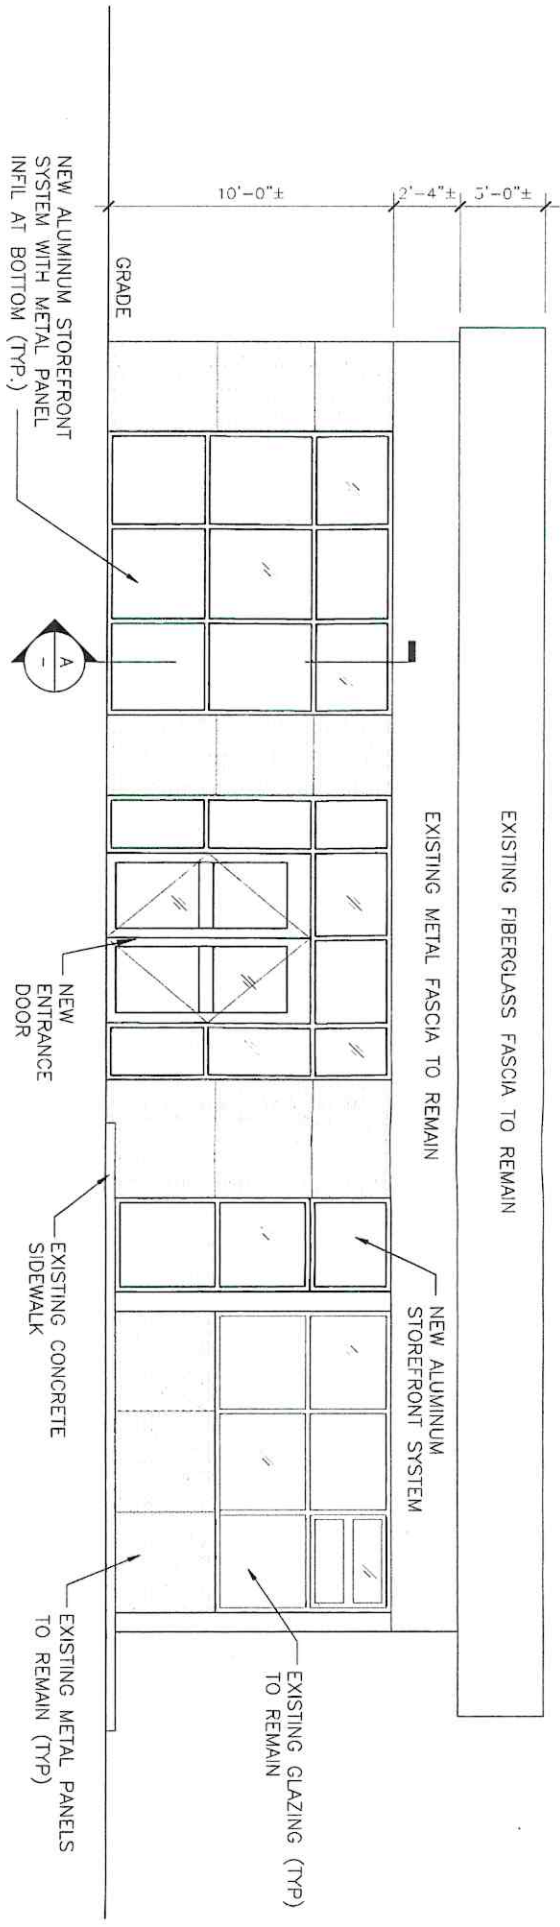 3'-0"±
2'-4"±
10'-0"±
EXISTING FIBERGLASS FASCIA TO REMAIN
EXISTING METAL FASCIA TO REMAIN
NEW ALUMINUM
STOREFRONT SYSTEM
GRADE
NEW ALUMINUM STOREFRONT
SYSTEM WITH METAL PANEL
INFIL AT BOTTOM (TYP.)
A
-
NEW
ENTRANCE
DOOR
EXISTING CONCRETE
SIDEWALK
EXISTING GLAZING (TYP)
TO REMAIN
EXISTING METAL PANELS
TO REMAIN (TYP)